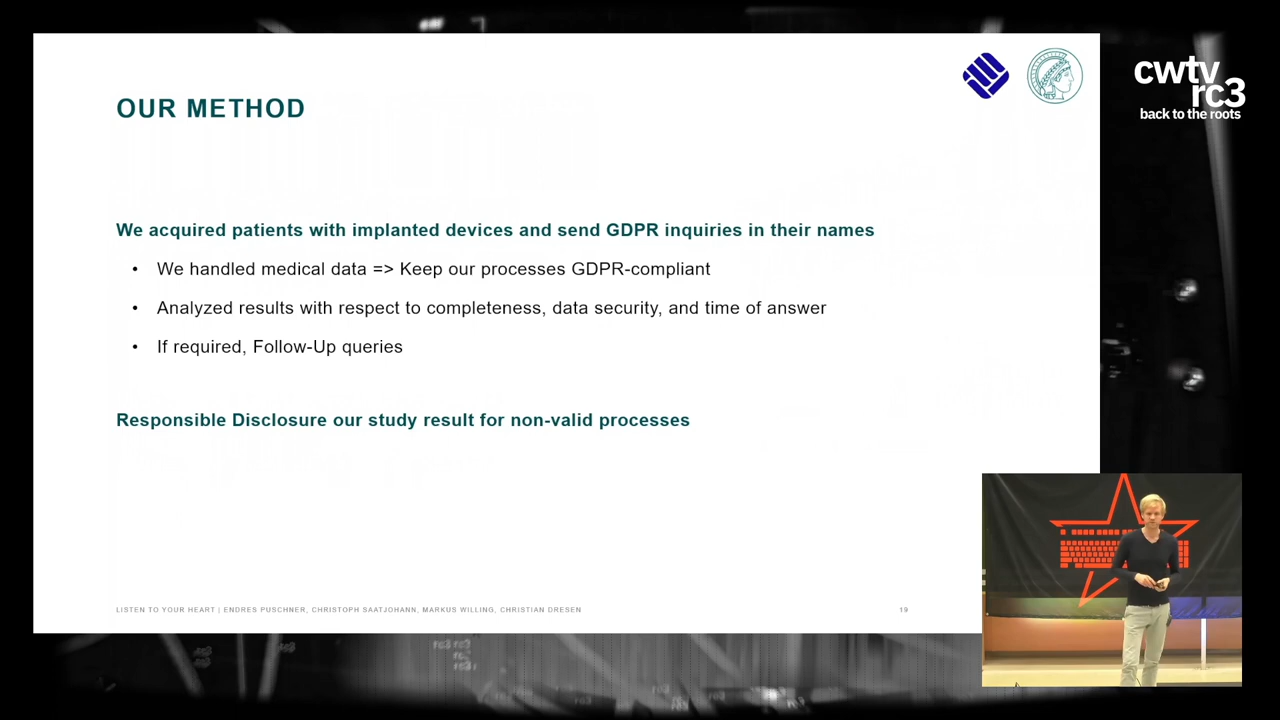 cwtv
rc3
back to the roots
OUR METHOD
We acquired patients with implanted devices and send GDPR inquiries in their names
• We handled medical data => Keep our processes GDPR-compliant
• Analyzed results with respect to completeness, data security, and time of answer
• If required, Follow-Up queries
Responsible Disclosure our study result for non-valid processes
LISTEN TO YOUR HEART | ENDRES PUSCHNER, CHRISTOPH SAATJOHANN, MARKUS WILLING, CHRISTIAN DRESEN
19